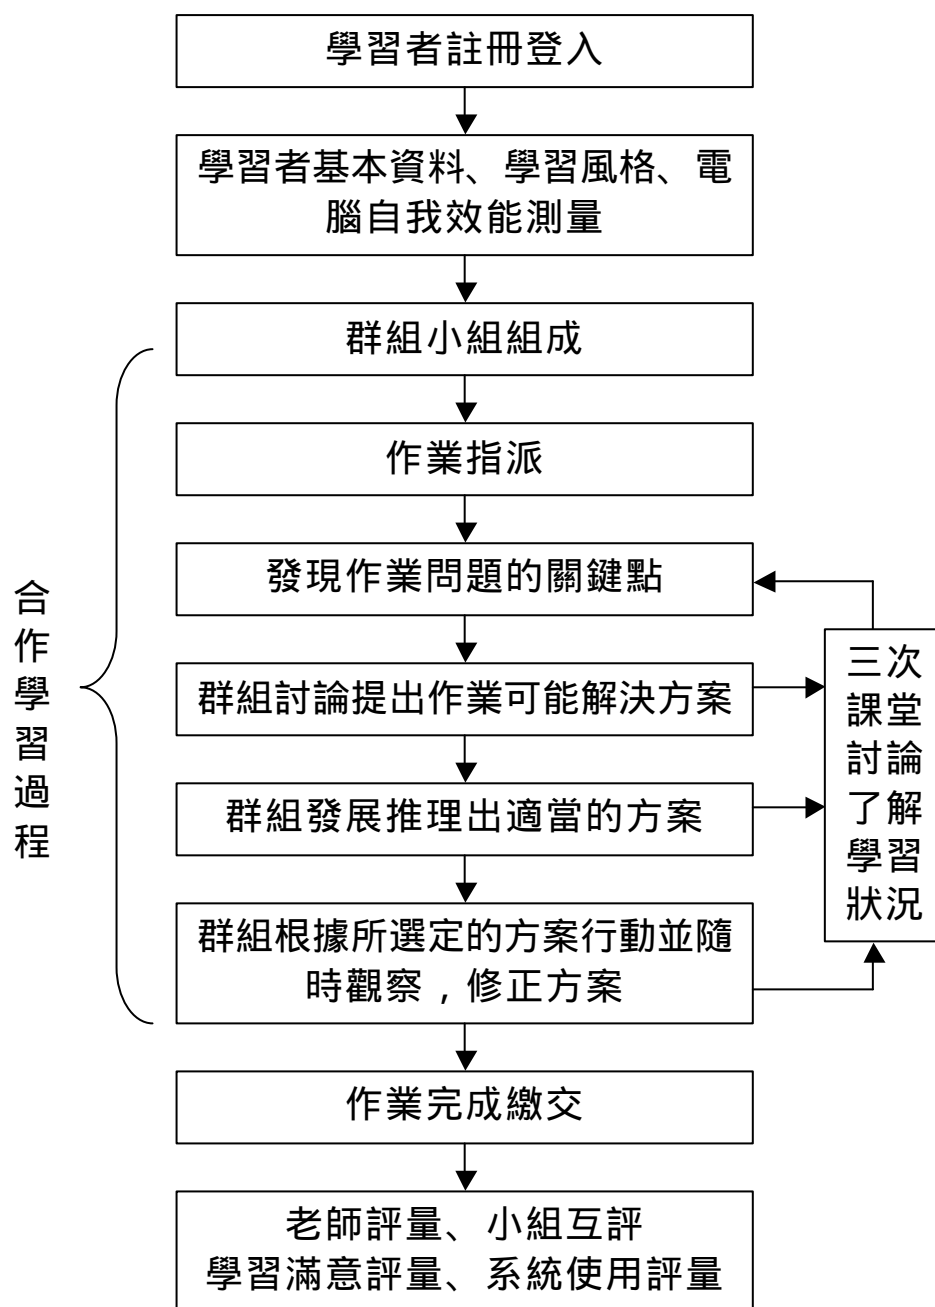 學習者註冊登入
學習者基本資料、學習風格、電
腦自我效能測量
群組小組組成
作業指派
發現作業問題的關鍵點
群組討論提出作業可能解決方案
群組發展推理出適當的方案
群組根據所選定的方案行動並隨
時觀察，修正方案
作業完成繳交
老師評量、小組互評
學習滿意評量、系統使用評量
合
作
學
習
過
程
三次
課堂
討論
了解
學習
狀況